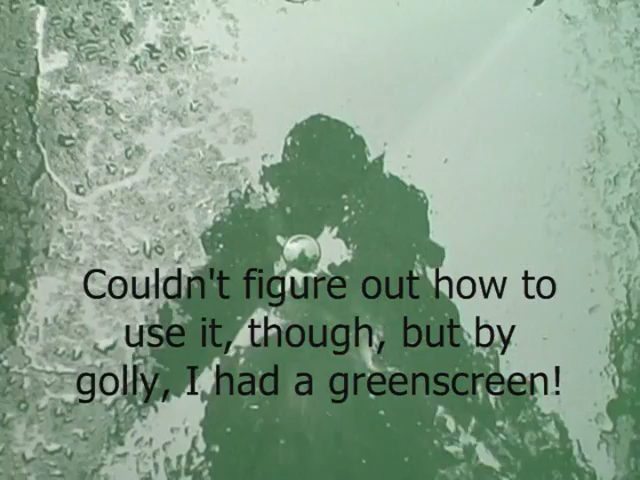 Couldn't figure out how to
use it, though, but by
golly, I had a greenscreen!